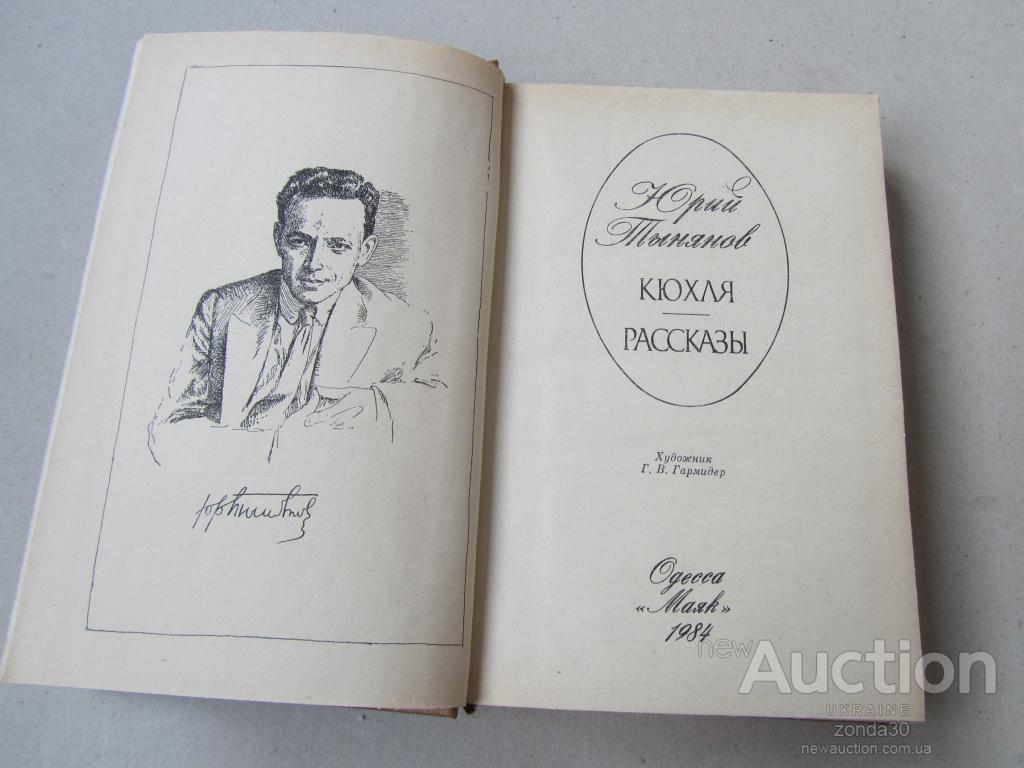 Юрий
Тынянов
КЮХЛЯ
РАССКАЗЫ
Художник
Г. В. Гармидер
Одесса
«Маяк»
1984
newAuction
UKRAINE
zonda30
newauction.com.ua